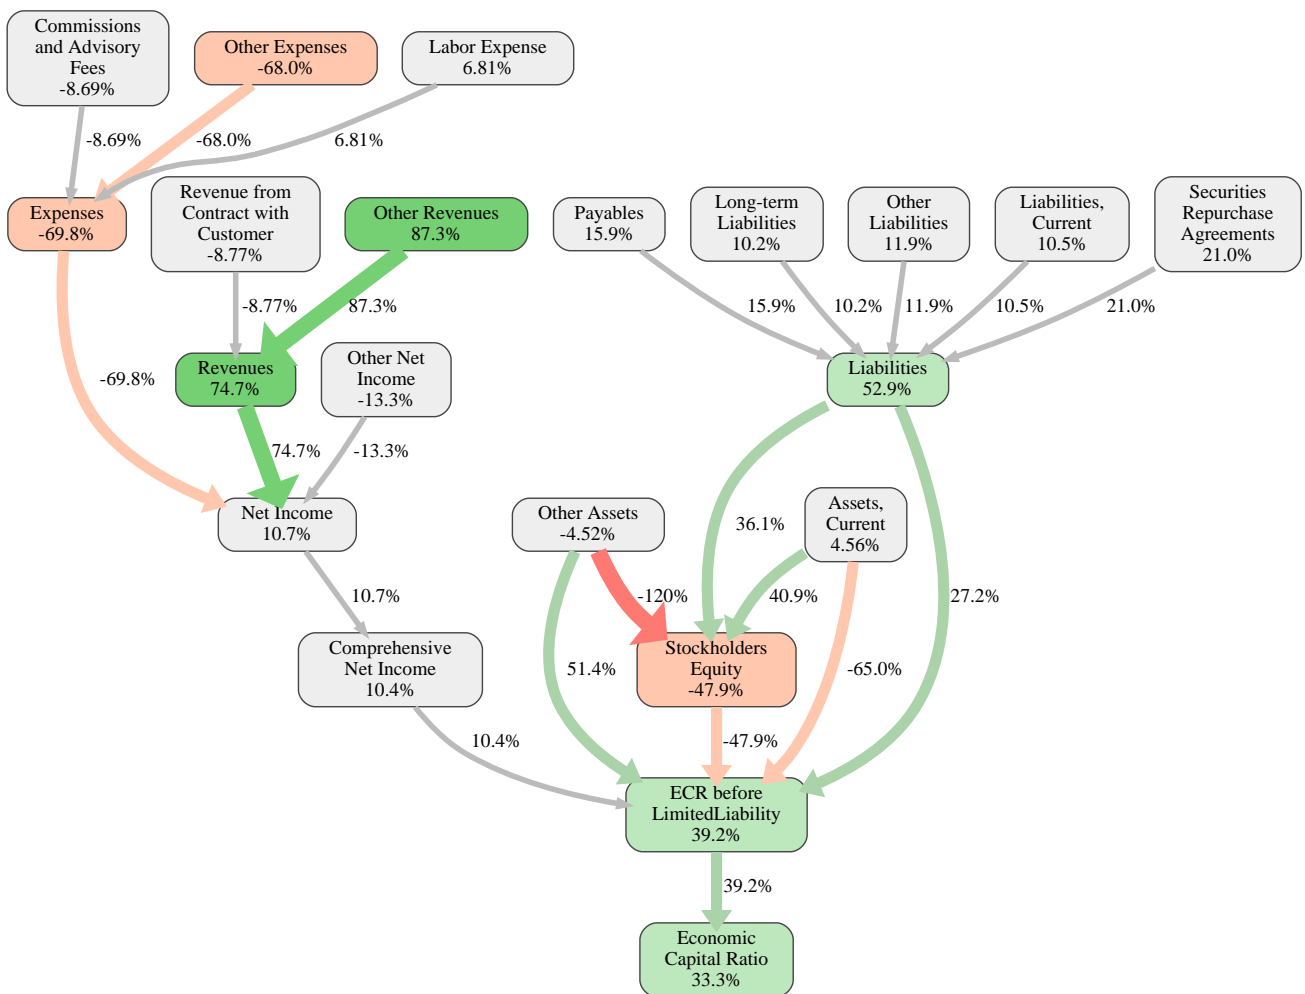 Commissions
and Advisory
Fees
-8.69%
Other Expenses
-68.0%
Labor Expense
6.81%
-8.69%
-68.0%
6.81%
Expenses
-69.8%
Revenue from
Contract with
Customer
-8.77%
Other Revenues
87.3%
Payables
15.9%
Long-term
Liabilities
10.2%
Other
Liabilities
11.9%
Liabilities,
Current
10.5%
Securities
Repurchase
Agreements
21.0%
-8.77%
87.3%
15.9%
10.2%
11.9%
10.5%
21.0%
-69.8%
Revenues
74.7%
Other Net
Income
-13.3%
Liabilities
52.9%
74.7%
-13.3%
Net Income
10.7%
Other Assets
-4.52%
36.1%
Assets,
Current
4.56%
10.7%
-120%
40.9%
27.2%
Comprehensive
Net Income
10.4%
51.4%
Stockholders
Equity
-47.9%
-65.0%
10.4%
-47.9%
ECR before
LimitedLiability
39.2%
39.2%
Economic
Capital Ratio
33.3%